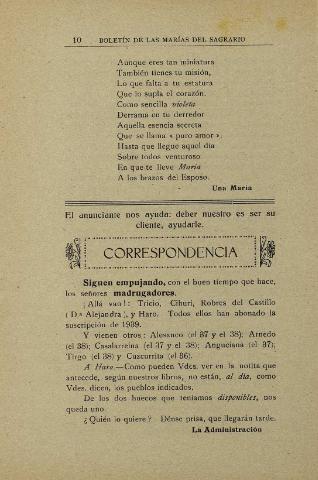 10 BOLETÍN DE LAS MARÍAS DEL SAGRARIO
Aunque eres tan miniatura
También tienes tu misión,
Lo que falta a tu estatura
Que lo supla el corazón.
Como sencilla violeta
Derrama en tu derredor
Aquella esencia secreta
Que se llama « puro amor ».
Hasta que llegue aquel día
Sobre todos venturoso
En que te lleve María
A los brazos del Esposo.
Una María
El anunciante nos ayuda: deber nuestro es ser su
cliente, ayudarle.
CORRESPONDENCIA
Siguen empujando, con el buen tiempo que hace,
los señores madrugadores.
¡Allá van!: Tricio, Cihuri, Robres del Castillo
(D.ª Alejandra), y Haro. Todos ellos han abonado la
suscripción de 1939.
Y vienen otros: Alesanco (el 37 y el 38); Arnedo
(el 38); Casalarreina (el 37 y el 38); Anguciana (el 37);
Tirgo (el 38) y Cuzcurrita (el 36).
A Haro.—Como pueden Vdes. ver en la notita que
antecede, según nuestros libros, no están, al día, como
Vdes. dicen, los pueblos indicados.
De los dos huecos que teníamos disponibles, nos
queda uno
¿Quién lo quiere? Dénse prisa, que llegarán tarde.
La Administración